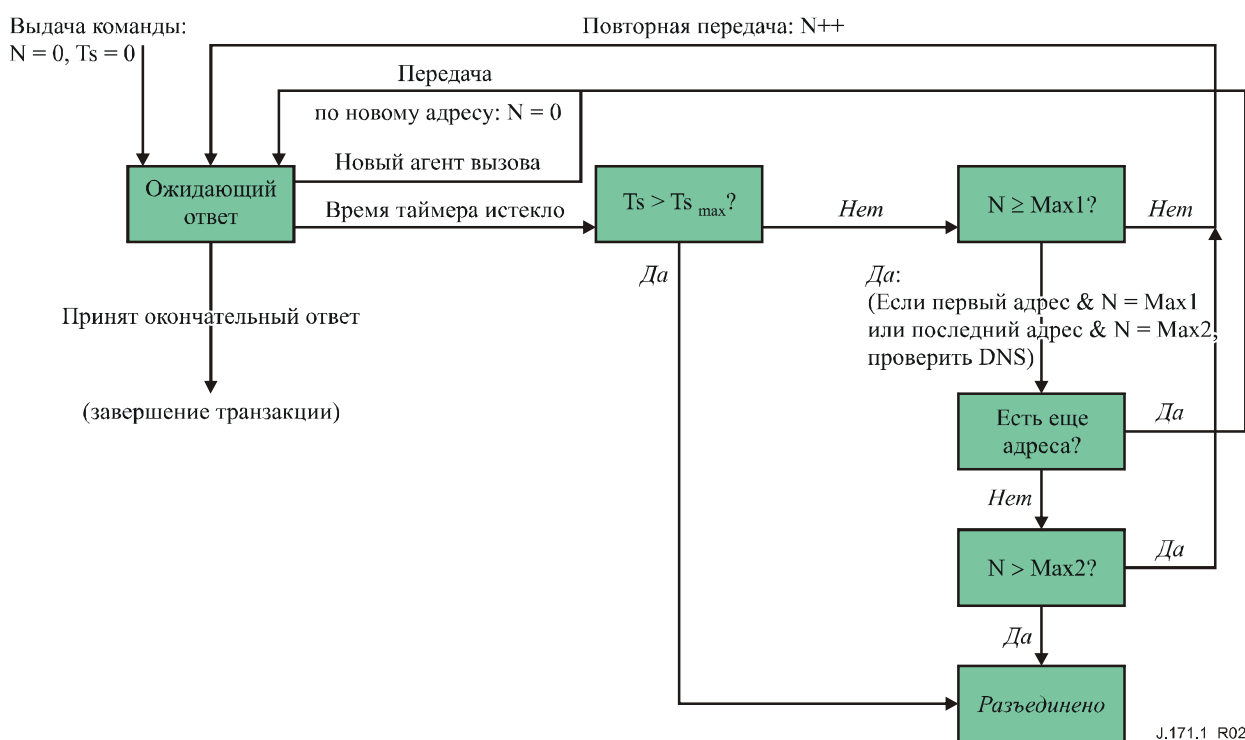 Выдача команды:
N = 0, Ts = 0
Повторная передача: N++
Передача
по новому адресу: N = 0
Новый агент вызова
Ожидающий
ответ
Время таймера истекло
Ts > Ts max?
Нет
N ≥ Max1?
Нет
Да
Да:
(Если первый адрес & N = Max1
или последний адрес & N = Max2,
проверить DNS)
Принят окончательный ответ
(завершение транзакции)
Есть еще
адреса?
Да
Нет
N > Max2?
Да
Да
Разъединено
J.171.1_R02